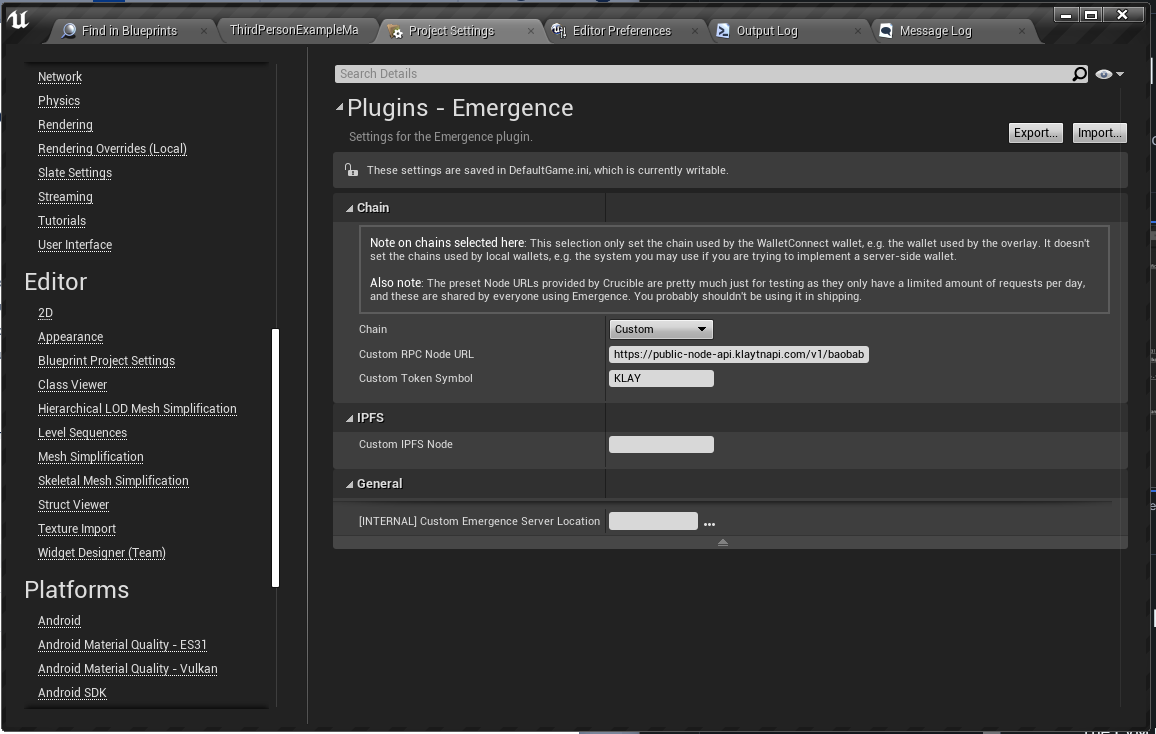 Find in Blueprints
ThirdPersonExampleMa
Project Settings
Editor Preferences
Output Log
Message Log
Network
Physics
Rendering
Rendering Overrides (Local)
Slate Settings
Streaming
Tutorials
User Interface
Editor
2D
Appearance
Blueprint Project Settings
Class Viewer
Hierarchical LOD Mesh Simplification
Level Sequences
Mesh Simplification
Skeletal Mesh Simplification
Struct Viewer
Texture Import
Widget Designer (Team)
Platforms
Android
Android Material Quality - ES31
Android Material Quality - Vulkan
Android SDK
Search Details
Plugins - Emergence
Settings for the Emergence plugin.
Export...
Import...
These settings are saved in DefaultGame.ini, which is currently writable.
Chain
Note on chains selected here: This selection only set the chain used by the WalletConnect wallet, e.g. the wallet used by the overlay. It doesn't
set the chains used by local wallets, e.g. the system you may use if you are trying to implement a server-side wallet.
Also note: The preset Node URLs provided by Crucible are pretty much just for testing as they only have a limited amount of requests per day,
and these are shared by everyone using Emergence. You probably shouldn't be using it in shipping.
Chain
Custom
Custom RPC Node URL
https://public-node-api.klaytnapi.com/v1/baobab
Custom Token Symbol
KLAY
IPFS
Custom IPFS Node
General
[INTERNAL] Custom Emergence Server Location
...